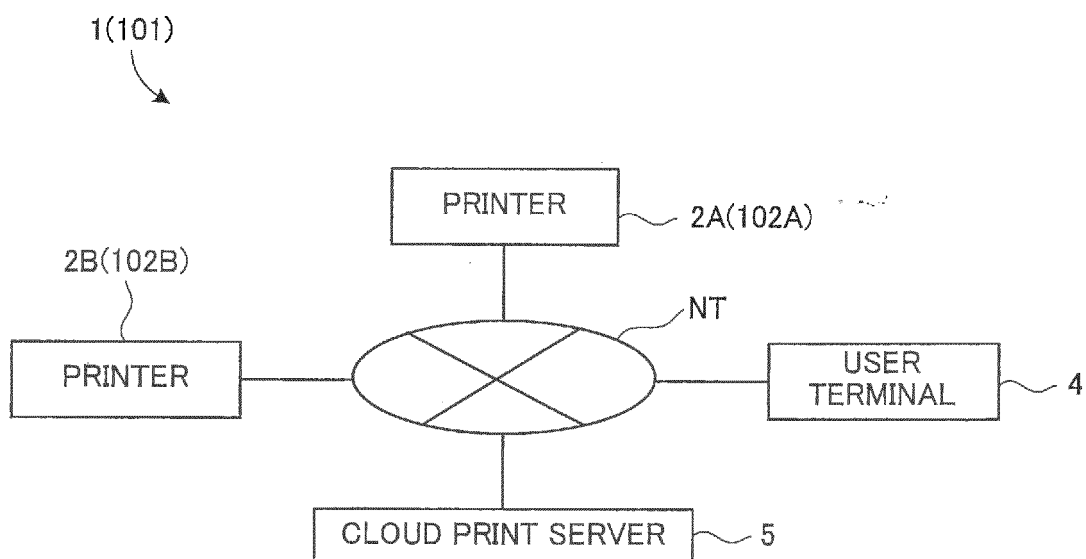 1(101)
PRINTER
2A(102A)
2B(102B)
NT
PRINTER
USER
TERMINAL
4
CLOUD PRINT SERVER
5